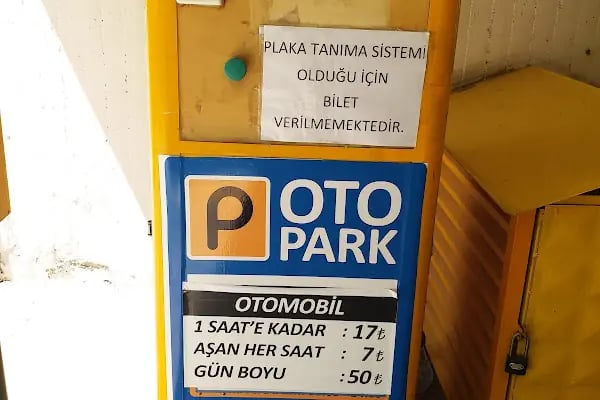 PLAKA TANIMA SİSTEMİ
OLDUĞU İÇİN
BİLET
VERİLMEMEKTEDİR.
P OTO
PARK
OTOMOBİL
1 SAAT'E KADAR : 17₺
AŞAN HER SAAT : 7₺
GÜN BOYU : 50₺